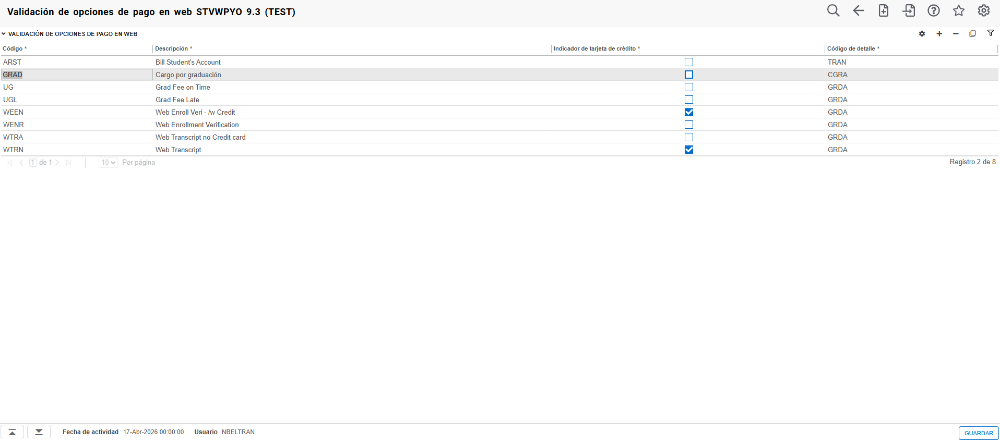 Validación de opciones de pago en web STVWPYO 9.3 (TEST)
VALIDACIÓN DE OPCIONES DE PAGO EN WEB
Código * Descripción * Indicador de tarjeta de crédito * Código de detalle *
ARST Bill Student's Account TRAN
GRAD Cargo por graduación CGRA
UG Grad Fee on Time GRDA
UGL Grad Fee Late GRDA
WEEN Web Enroll Veri - /w Credit GRDA
WENR Web Enrollment Verification GRDA
WTRA Web Transcript no Credit card GRDA
WTRN Web Transcript GRDA
1 de 1 10 Por página Registro 2 de 8
Fecha de actividad 17-Abr-2026 00:00:00 Usuario NBELTRAN GUARDAR